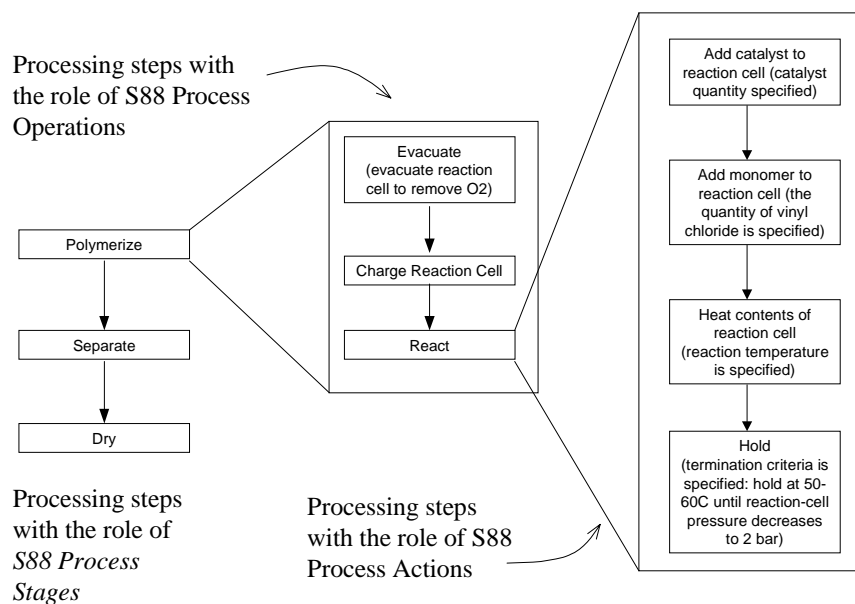 Processing steps with
the role of S88 Process
Operations
Polymerize
Separate
Dry
Processing steps
with the role of
S88 Process
Stages
Evacuate
(evacuate reaction
cell to remove O2)
Charge Reaction Cell
React
Processing steps
with the role of S88
Process Actions
Add catalyst to
reaction cell (catalyst
quantity specified)
Add monomer to
reaction cell (the
quantity of vinyl
chloride is specified)
Heat contents of
reaction cell
(reaction temperature
is specified)
Hold
(termination criteria is
specified: hold at 50-
60C until reaction-cell
pressure decreases
to 2 bar)